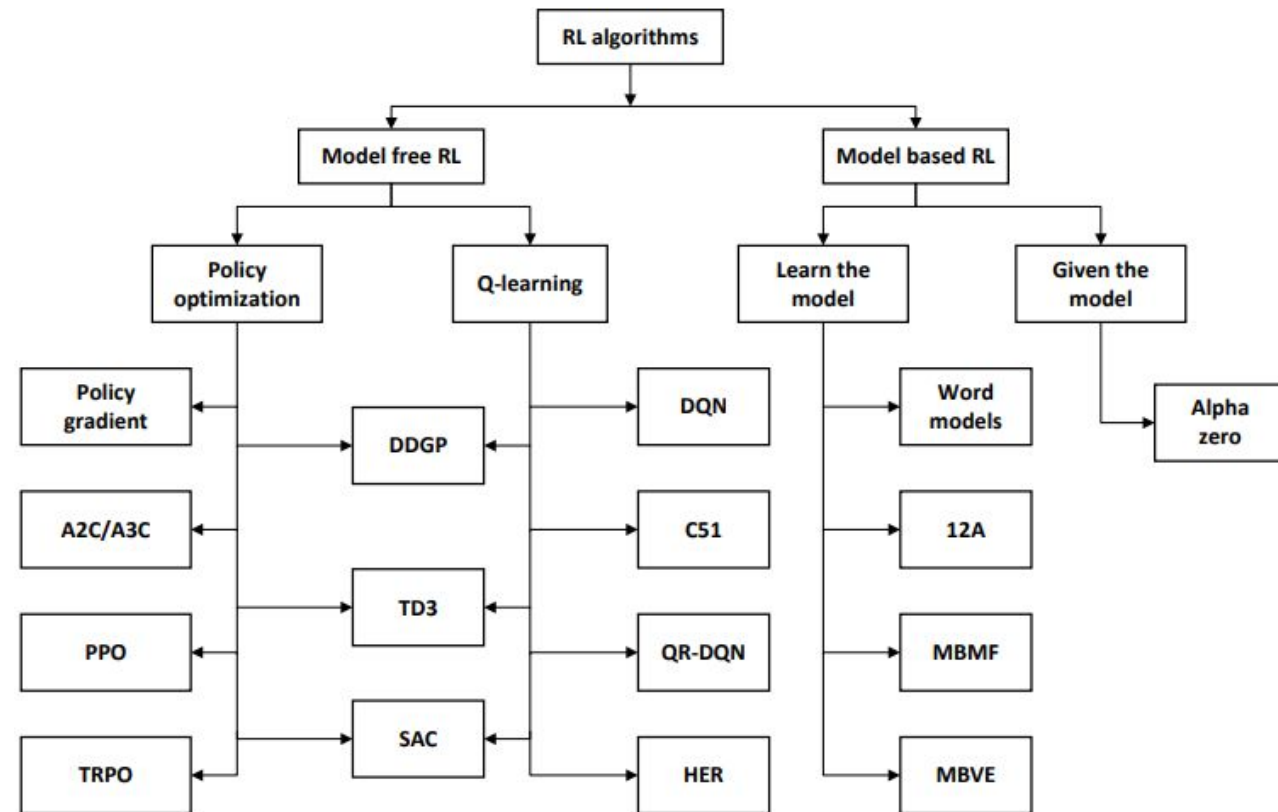 RL algorithms
Model free RL
Model based RL
Policy
optimization
Q-learning
Learn the
model
Given the
model
Policy
gradient
DDGP
DQN
Word
models
Alpha
zero
A2C/A3C
C51
12A
TD3
PPO
QR-DQN
MBMF
SAC
TRPO
HER
MBVE